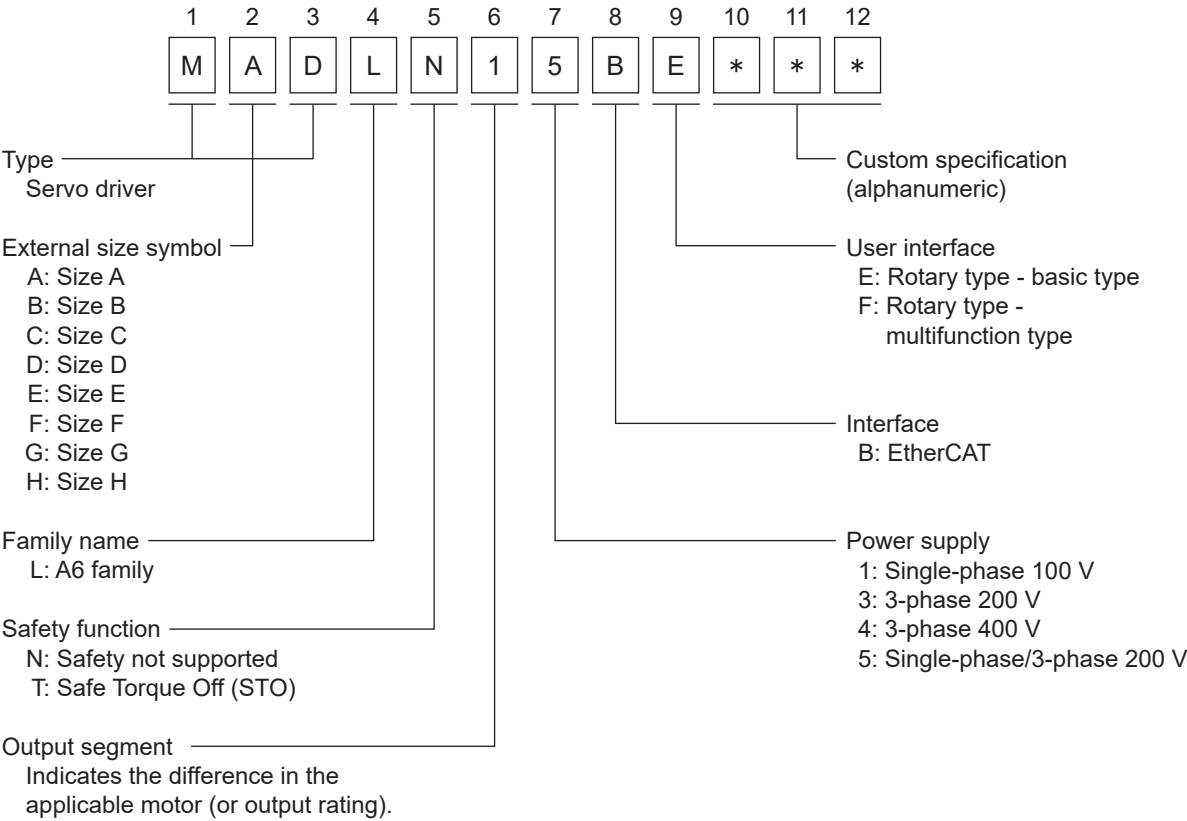 1 2 3 4 5 6 7 8 9 10 11 12
M A D L N 1 5 B E * * *
Type
Servo driver
External size symbol
A: Size A
B: Size B
C: Size C
D: Size D
E: Size E
F: Size F
G: Size G
H: Size H
Family name
L: A6 family
Safety function
N: Safety not supported
T: Safe Torque Off (STO)
Output segment
Indicates the difference in the
applicable motor (or output rating).
Custom specification
(alphanumeric)
User interface
E: Rotary type - basic type
F: Rotary type -
multifunction type
Interface
B: EtherCAT
Power supply
1: Single-phase 100 V
3: 3-phase 200 V
4: 3-phase 400 V
5: Single-phase/3-phase 200 V